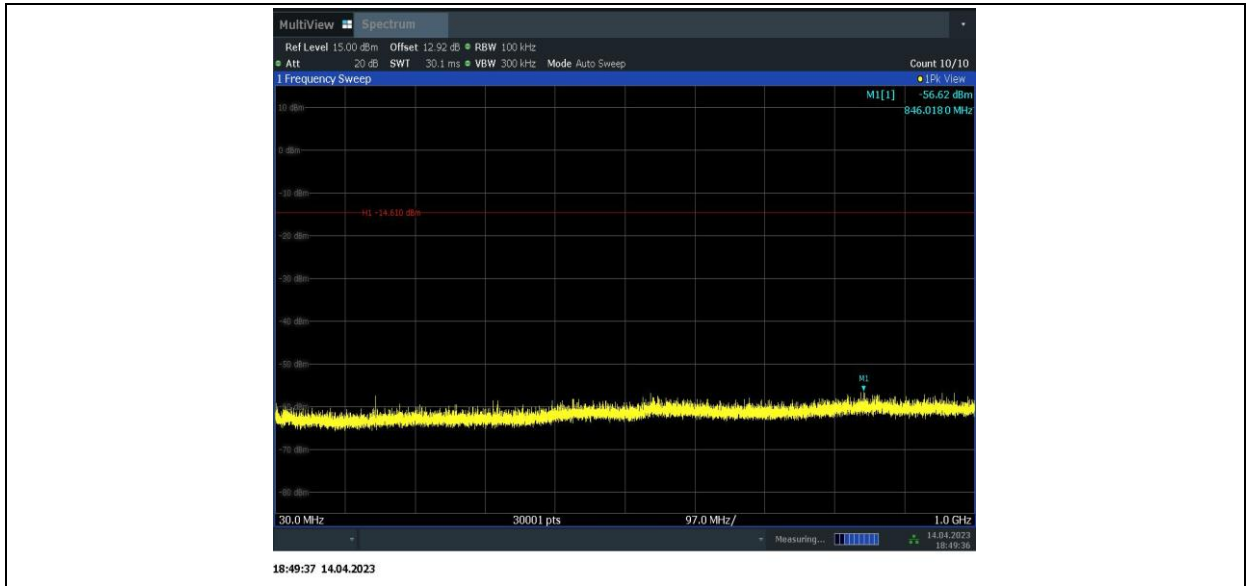 MultiView Spectrum
Ref Level 15.00 dBm Offset 12.92 dB RBW 100 kHz
Att 20 dB SWT 30.1 ms VBW 300 kHz Mode Auto Sweep Count 10/10
1 Frequency Sweep 1Pk View
M1[1] -56.62 dBm
846.0180 MHz
10 dBm
0 dBm
-10 dBm
H1 -14.610 dBm
-20 dBm
-30 dBm
-40 dBm
-50 dBm
M1
-70 dBm
-80 dBm
30.0 MHz 30001 pts 97.0 MHz/ 1.0 GHz
Measuring... 14.04.2023
18:49:36
18:49:37 14.04.2023